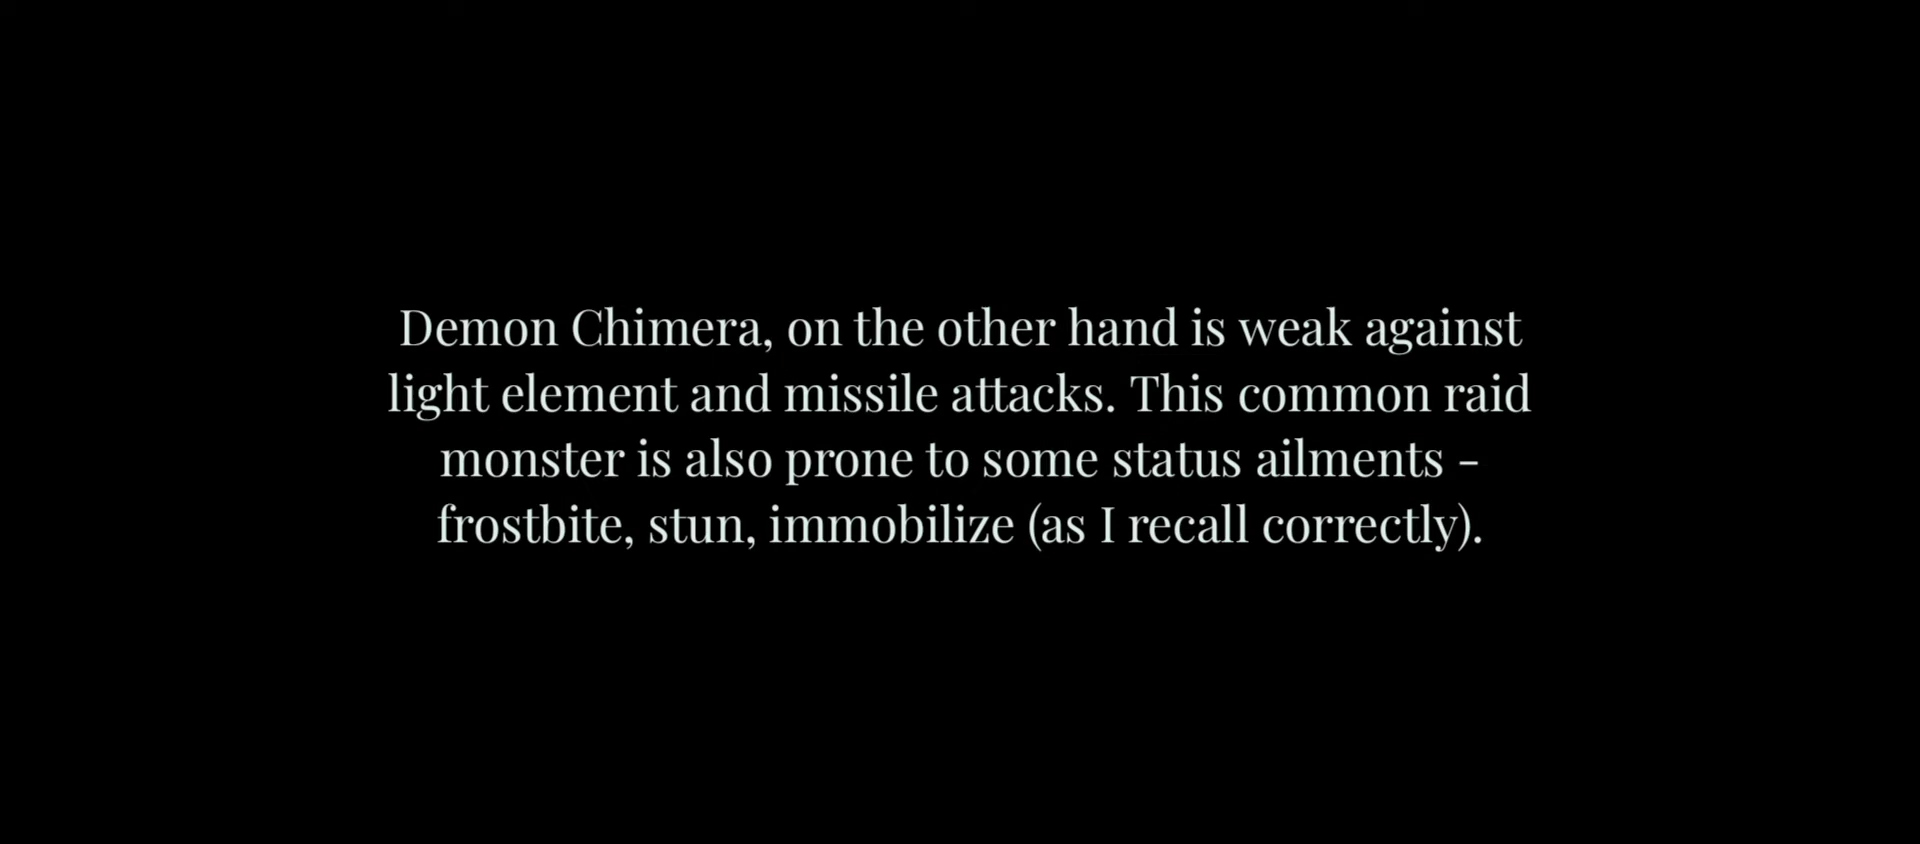 Demon Chimera, on the other hand is weak against
light element and missile attacks. This common raid
monster is also prone to some status ailments -
frostbite, stun, immobilize (as I recall correctly).